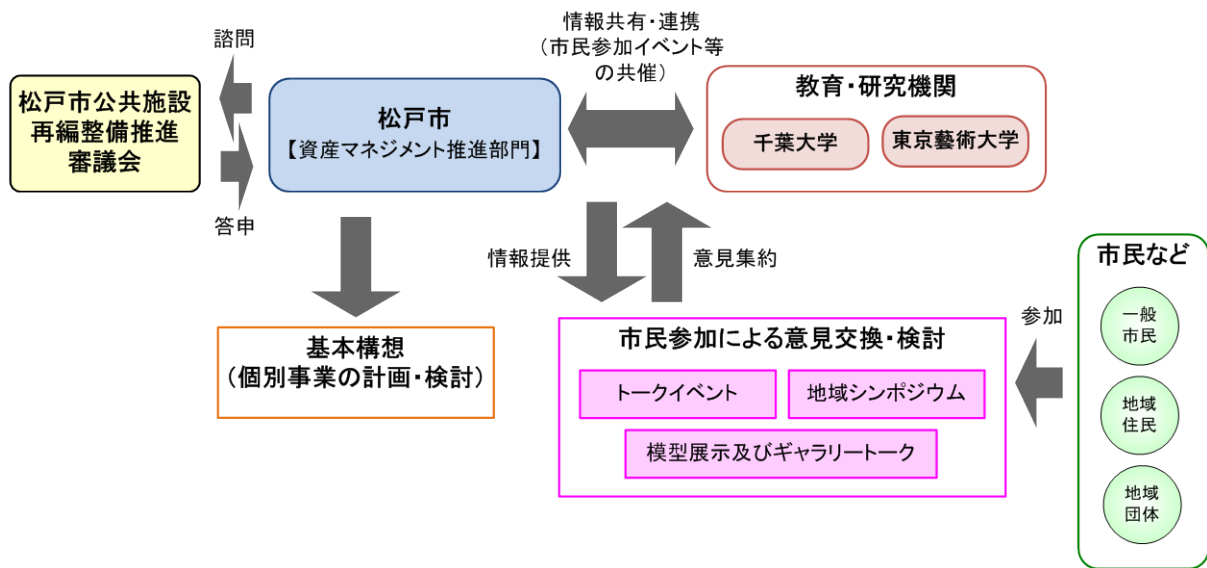 諮問
松戸市公共施設
再編整備推進
審議会
答申
松戸市
【資産マネジメント推進部門】
情報共有・連携
（市民参加イベント等
の共催）
教育・研究機関
千葉大学
東京藝術大学
情報提供
意見集約
基本構想
（個別事業の計画・検討）
市民参加による意見交換・検討
トークイベント
地域シンポジウム
模型展示及びギャラリートーク
参加
市民など
一般
市民
地域
住民
地域
団体